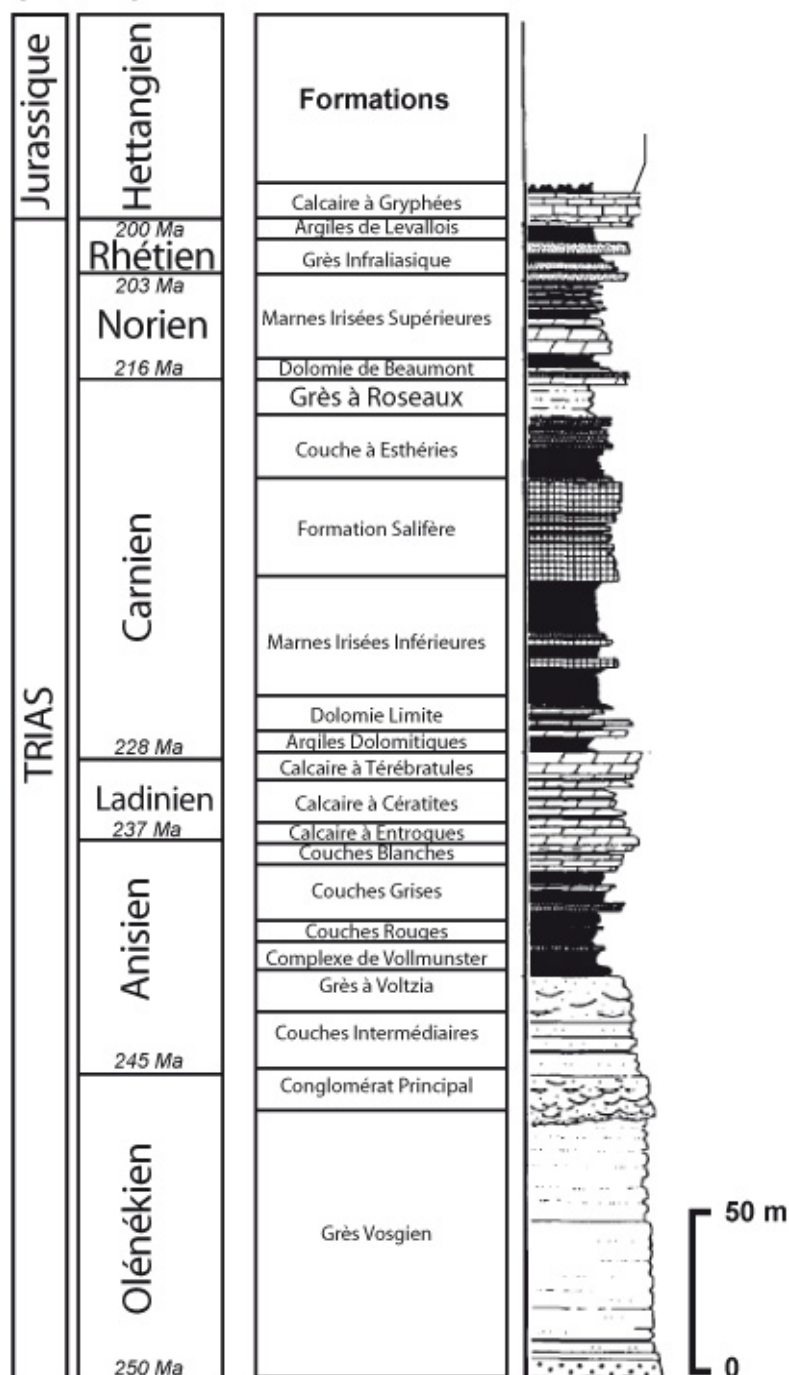 Jurassique
TRIAS
Hettangien
200 Ma
Rhétien
203 Ma
Norien
216 Ma
Carnien
228 Ma
Ladinien
237 Ma
Anisien
245 Ma
Olénékien
250 Ma
Formations
Calcaire à Gryphées
Argiles de Levallois
Grès Infraliasique
Marnes Irisées Supérieures
Dolomie de Beaumont
Grès à Roseaux
Couche à Esthéries
Formation Salifère
Marnes Irisées Inférieures
Dolomie Limite
Argiles Dolomitiques
Calcaire à Térébratules
Calcaire à Cératites
Calcaire à Entroques
Couches Blanches
Couches Grises
Couches Rouges
Complexe de Vollmunster
Grès à Voltzia
Couches Intermédiaires
Conglomérat Principal
Grès Vosgien
50 m
0